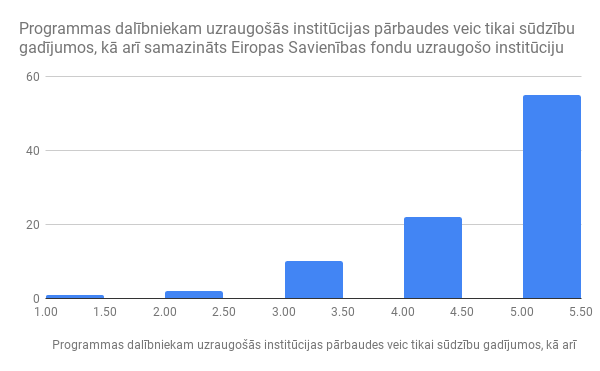 Programmas dalībniekam uzraugošās institūcijas pārbaudes veic tikai sūdzību
gadījumos, kā arī samazināts Eiropas Savienības fondu uzraugošo institūciju
60
40
20
0
1.00 1.50 2.00 2.50 3.00 3.50 4.00 4.50 5.00 5.50
Programmas dalībniekam uzraugošās institūcijas pārbaudes veic tikai sūdzību gadījumos, kā arī